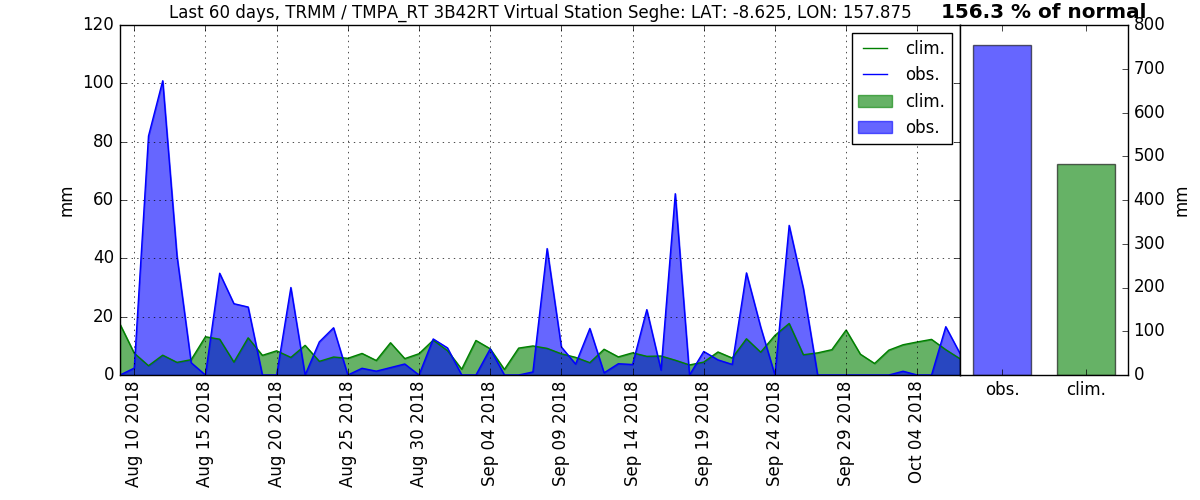 Last 60 days, TRMM / TMPA_RT 3B42RT Virtual Station Seghe: LAT: -8.625, LON: 157.875
156.3 % of normal
120
100
80
60
40
20
0
mm
clim.
obs.
clim.
obs.
800
700
600
500
400
300
200
100
0
mm
Aug 10 2018
Aug 15 2018
Aug 20 2018
Aug 25 2018
Aug 30 2018
Sep 04 2018
Sep 09 2018
Sep 14 2018
Sep 19 2018
Sep 24 2018
Sep 29 2018
Oct 04 2018
obs.
clim.